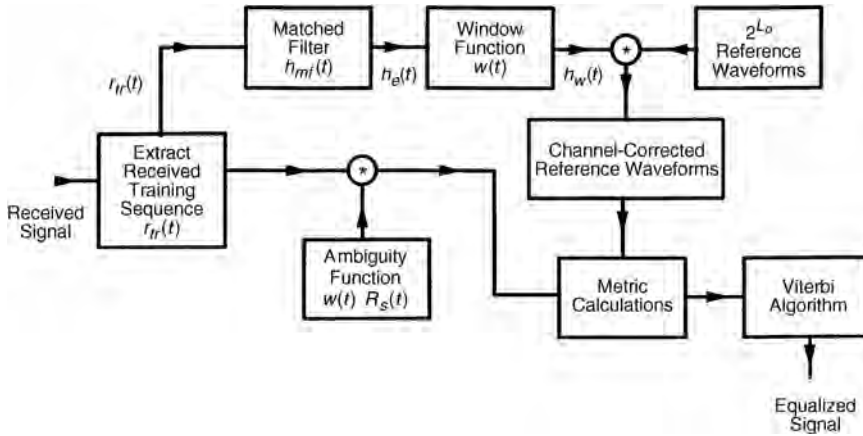 Matched
Filter
h_mf(t)
Window
Function
w(t)
2^{L_o}
Reference
Waveforms
r_tr(t)
h_e(t)
h_w(t)
*
Extract
Received
Training
Sequence
r_tr(t)
Received
Signal
*
Channel-Corrected
Reference Waveforms
Ambiguity
Function
w(t) R_s(t)
Metric
Calculations
Viterbi
Algorithm
Equalized
Signal